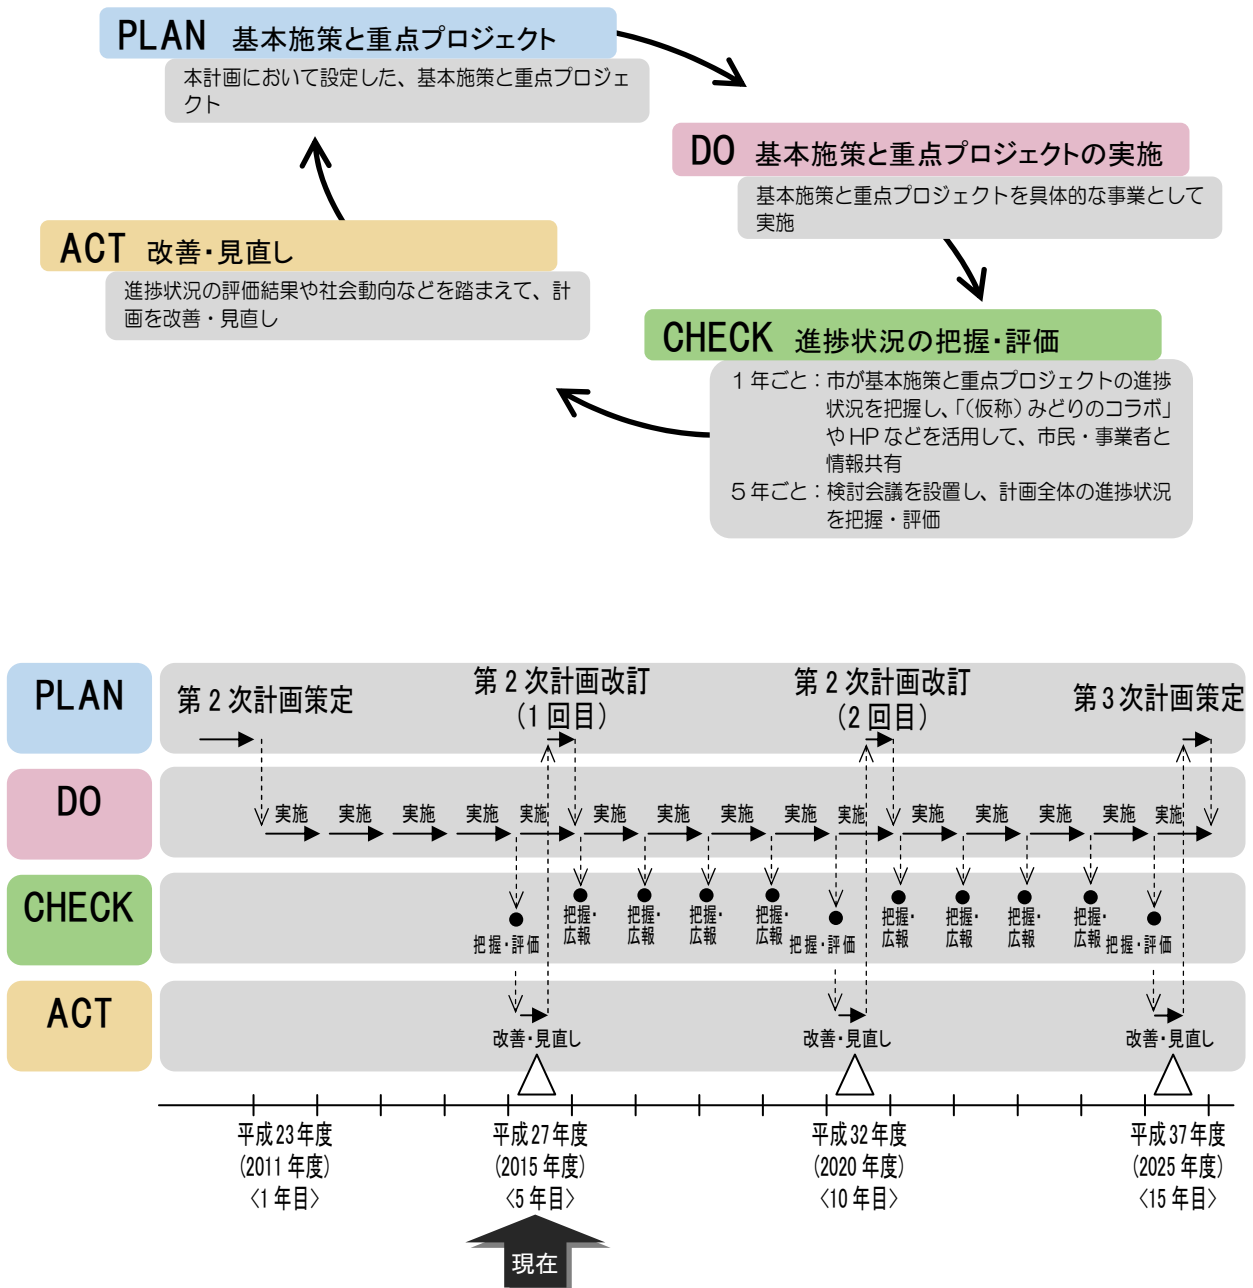 PLAN 基本施策と重点プロジェクト
本計画において設定した、基本施策と重点プロジェ
クト
DO 基本施策と重点プロジェクトの実施
基本施策と重点プロジェクトを具体的な事業として
実施
ACT 改善・見直し
進捗状況の評価結果や社会動向などを踏まえて、計
画を改善・見直し
CHECK 進捗状況の把握・評価
1年ごと：市が基本施策と重点プロジェクトの進捗
状況を把握し、「（仮称）みどりのコラボ」
やHPなどを活用して、市民・事業者と
情報共有
5年ごと：検討会議を設置し、計画全体の進捗状況
を把握・評価
PLAN
第2次計画策定
第2次計画改訂
（1回目）
第2次計画改訂
（2回目）
第3次計画策定
DO
実施 実施 実施 実施 実施 実施 実施 実施 実施 実施 実施 実施 実施 実施 実施
CHECK
把握・評価
把握・
広報
把握・
広報
把握・
広報
把握・
広報
把握・評価
把握・
広報
把握・
広報
把握・
広報
把握・
広報
把握・評価
ACT
改善・見直し
改善・見直し
改善・見直し
平成23年度
(2011年度)
〈1年目〉
平成27年度
(2015年度)
〈5年目〉
平成32年度
(2020年度)
〈10年目〉
平成37年度
(2025年度)
〈15年目〉
現在